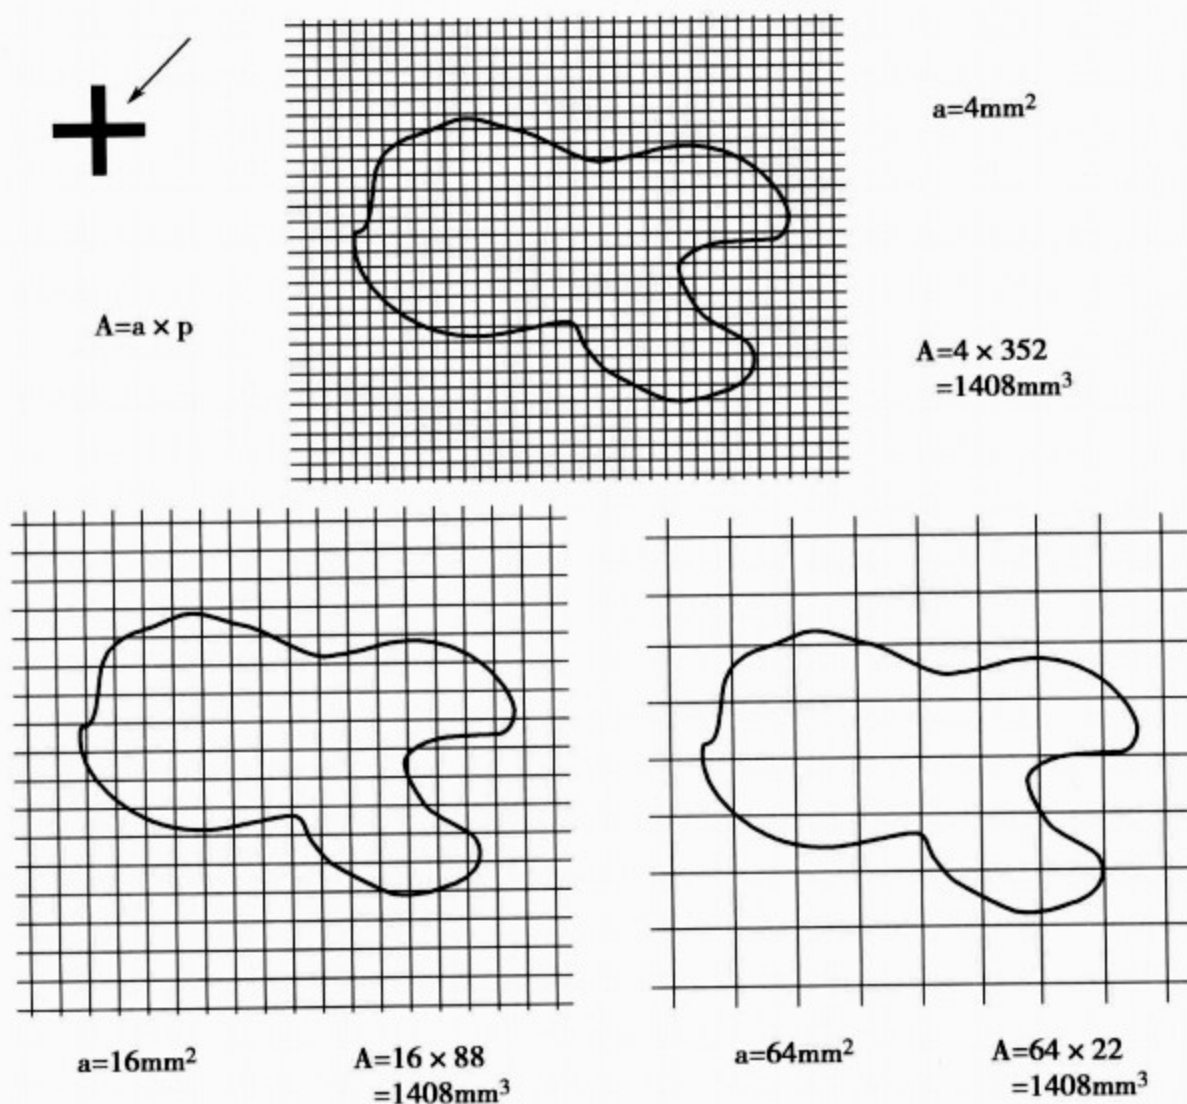 a=4mm²
A=a × p
A=4 × 352
=1408mm³
a=16mm²
A=16 × 88
=1408mm³
a=64mm²
A=64 × 22
=1408mm³